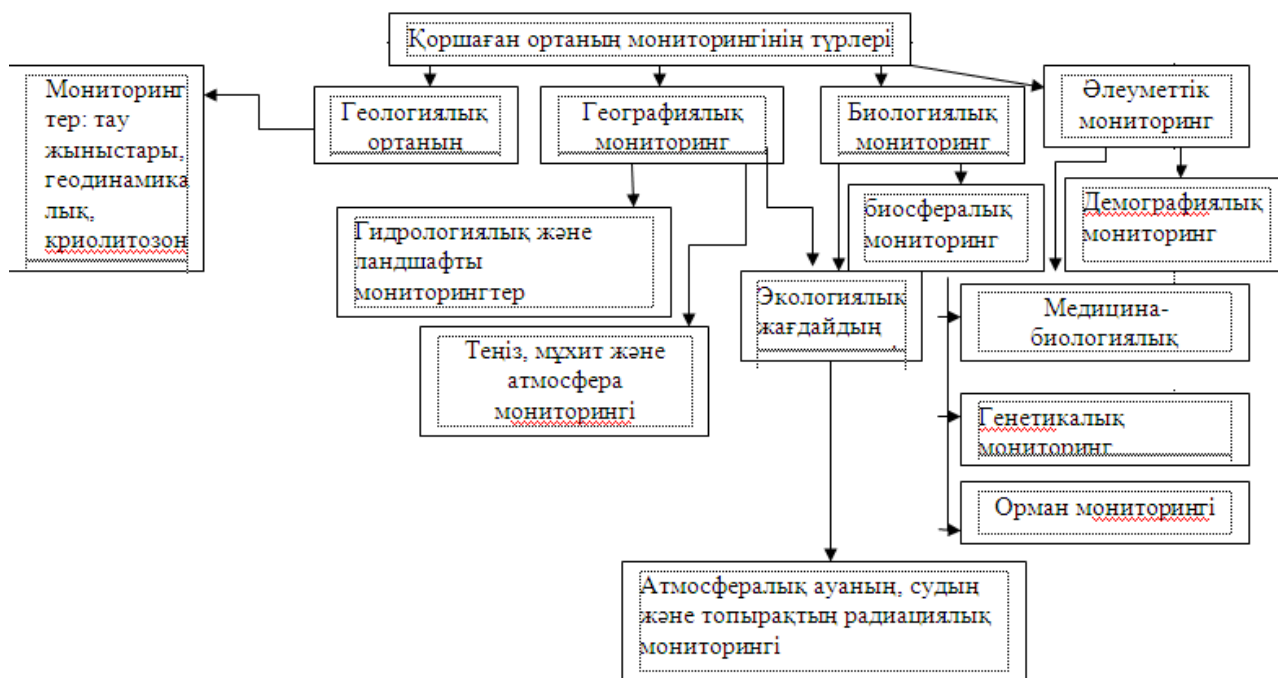 Қоршаған ортаның мониторингінің түрлері
Мониторинг
тер: тау
жыныстары,
геодинамика
лық,
криолитозон
Геологиялық
ортаның
Географиялық
мониторинг
Биологиялық
мониторинг
Әлеуметтік
мониторинг
Гидрологиялық және
ландшафты
мониторингтер
биосфералық
мониторинг
Демографиялық
мониторинг
Теңіз, мұхит және
атмосфера
мониторингі
Экологиялық
жағдайдың
Медицина-
биологиялық
Генетикалық
мониторинг
Орман мониторингі
Атмосфералық ауаның, судың
және топырақтың радиациялық
мониторингі